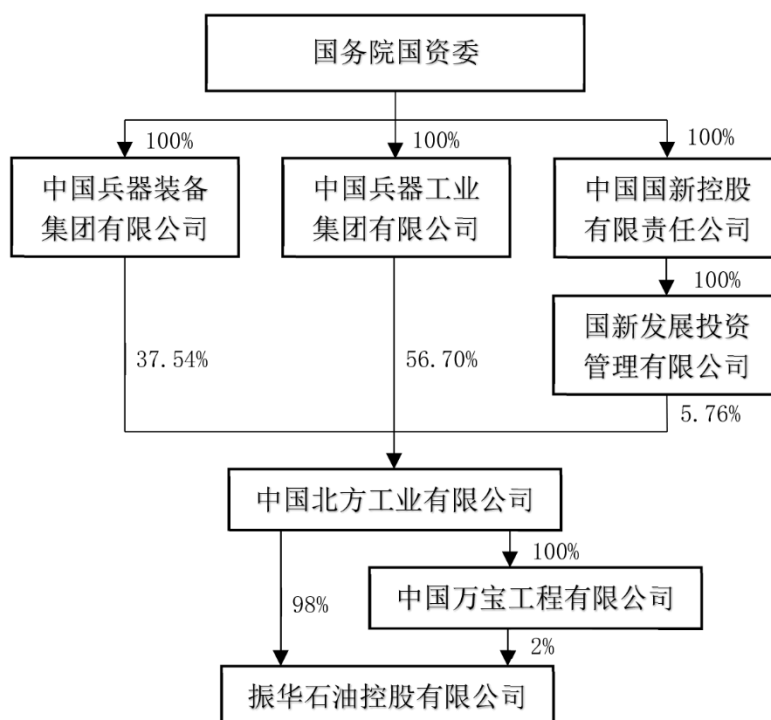 国务院国资委
100%
100%
100%
中国兵器装备
集团有限公司
中国兵器工业
集团有限公司
中国国新控股
有限责任公司
100%
国新发展投资
管理有限公司
37.54%
56.70%
5.76%
中国北方工业有限公司
100%
中国万宝工程有限公司
98%
2%
振华石油控股有限公司